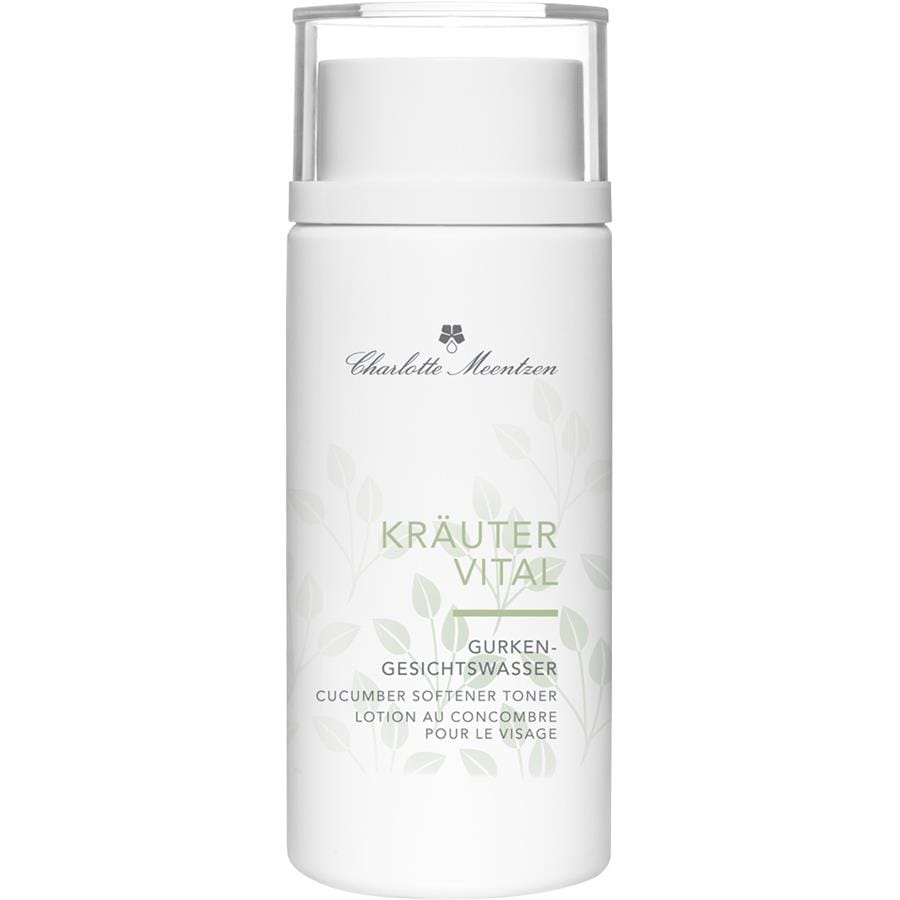 Charlotte Meentzen
KRÄUTER
VITAL
GURKEN-
GESICHTSWASSER
CUCUMBER SOFTENER TONER
LOTION AU CONCOMBRE
POUR LE VISAGE